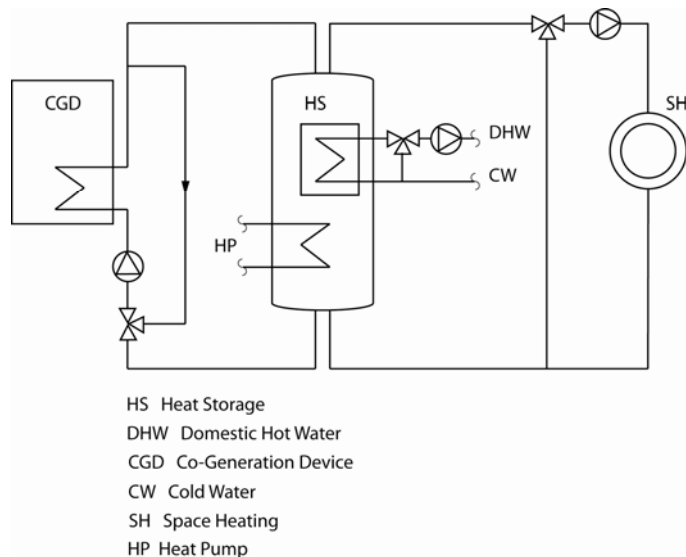 CGD
HS
SH
DHW
CW
HP
HS Heat Storage
DHW Domestic Hot Water
CGD Co-Generation Device
CW Cold Water
SH Space Heating
HP Heat Pump